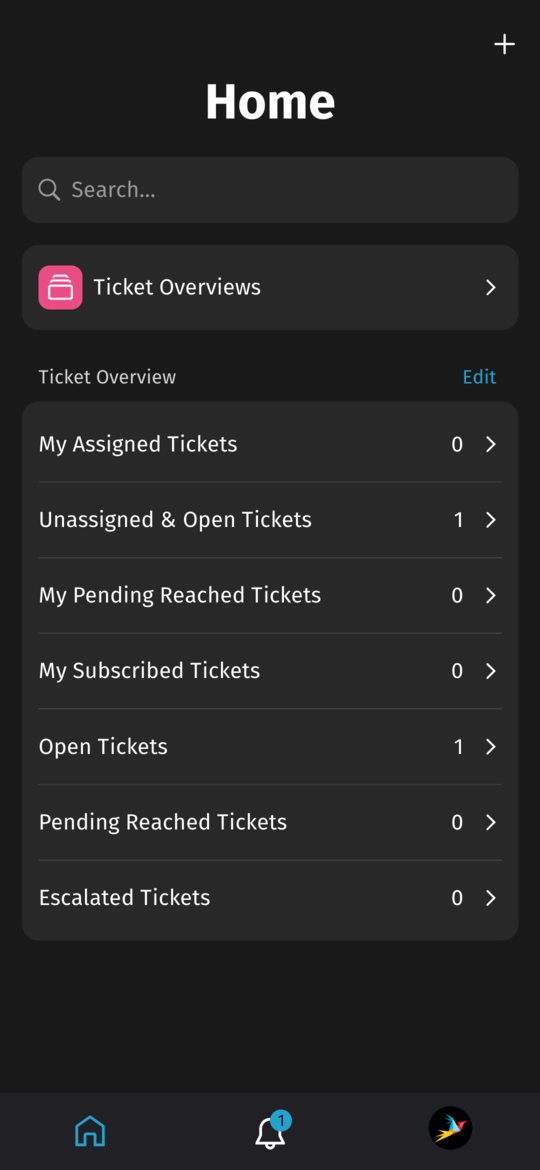 Home
Search...
Ticket Overviews
Ticket Overview Edit
My Assigned Tickets 0
Unassigned & Open Tickets 1
My Pending Reached Tickets 0
My Subscribed Tickets 0
Open Tickets 1
Pending Reached Tickets 0
Escalated Tickets 0
1